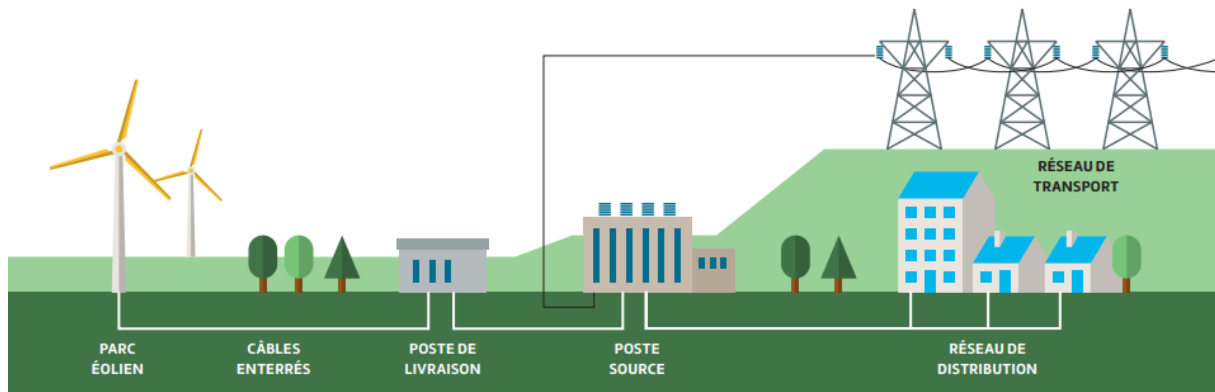 RÉSEAU DE
TRANSPORT
PARC
ÉOLIEN
CÂBLES
ENTERRÉS
POSTE DE
LIVRAISON
POSTE
SOURCE
RÉSEAU DE
DISTRIBUTION